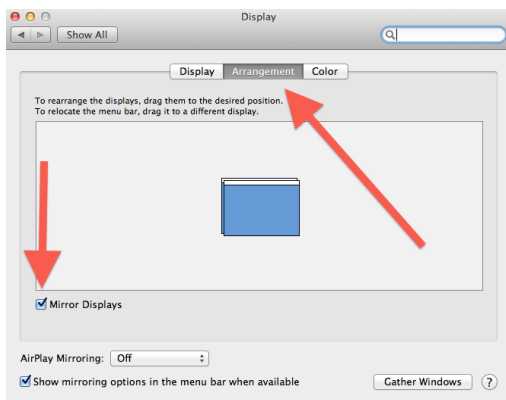 Display
Show All
Display Arrangement Color
To rearrange the displays, drag them to the desired position.
To relocate the menu bar, drag it to a different display.
Mirror Displays
AirPlay Mirroring: Off
Show mirroring options in the menu bar when available
Gather Windows ?